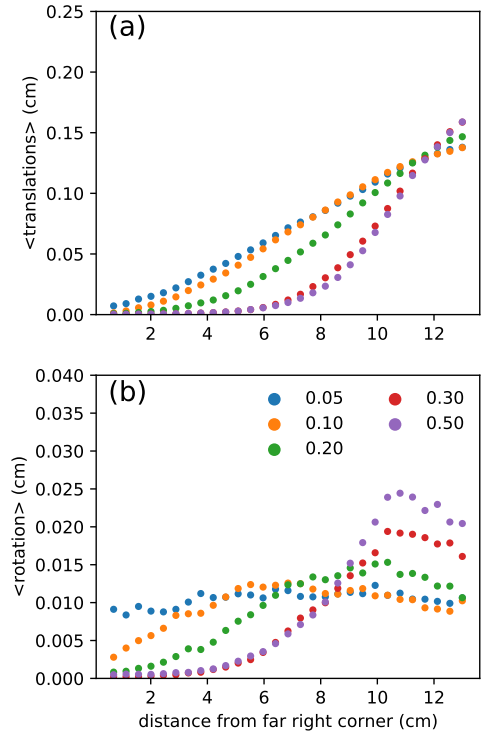 (a)
0.25
0.20
0.15
0.10
0.05
0.00
<translations> (cm)
2 4 6 8 10 12
(b)
0.040
0.035
0.030
0.025
0.020
0.015
0.010
0.005
0.000
<rotation> (cm)
0.05 0.30
0.10 0.50
0.20
2 4 6 8 10 12
distance from far right corner (cm)